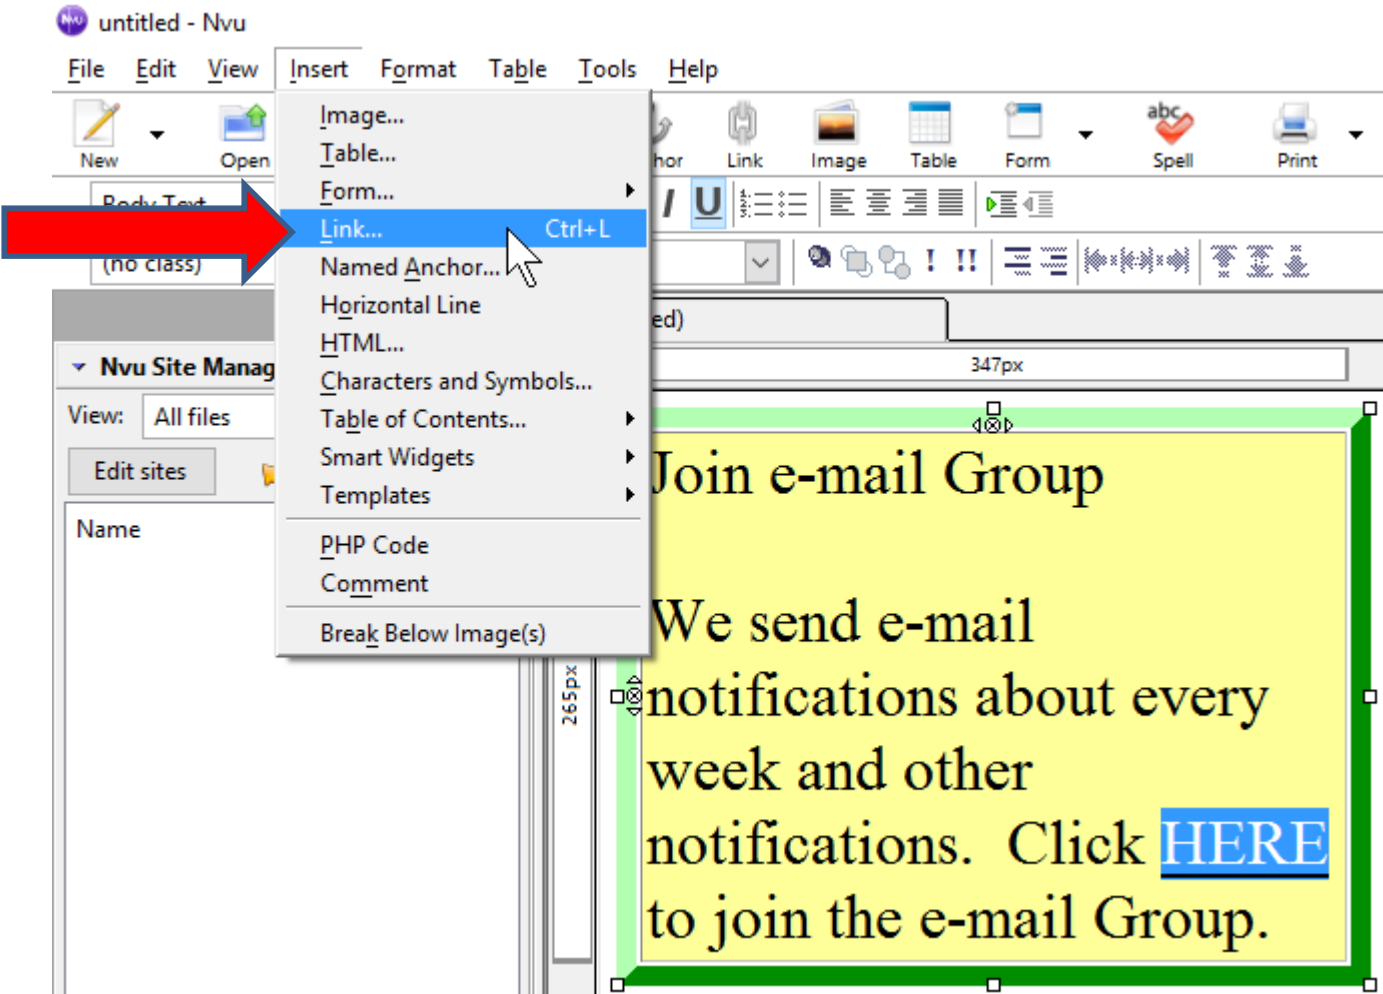 untitled - Nvu
File Edit View Insert Format Table Tools Help
New Open hor Link Image Table Form Spell Print
Body Text
(no class)
Image...
Table...
Form...
Link... Ctrl+L
Named Anchor...
Horizontal Line
HTML...
Characters and Symbols...
Table of Contents...
Smart Widgets
Templates
PHP Code
Comment
Break Below Image(s)
ed)
Nvu Site Manag
347px
View: All files
Edit sites
Name
265px
Join e-mail Group
We send e-mail
notifications about every
week and other
notifications. Click HERE
to join the e-mail Group.